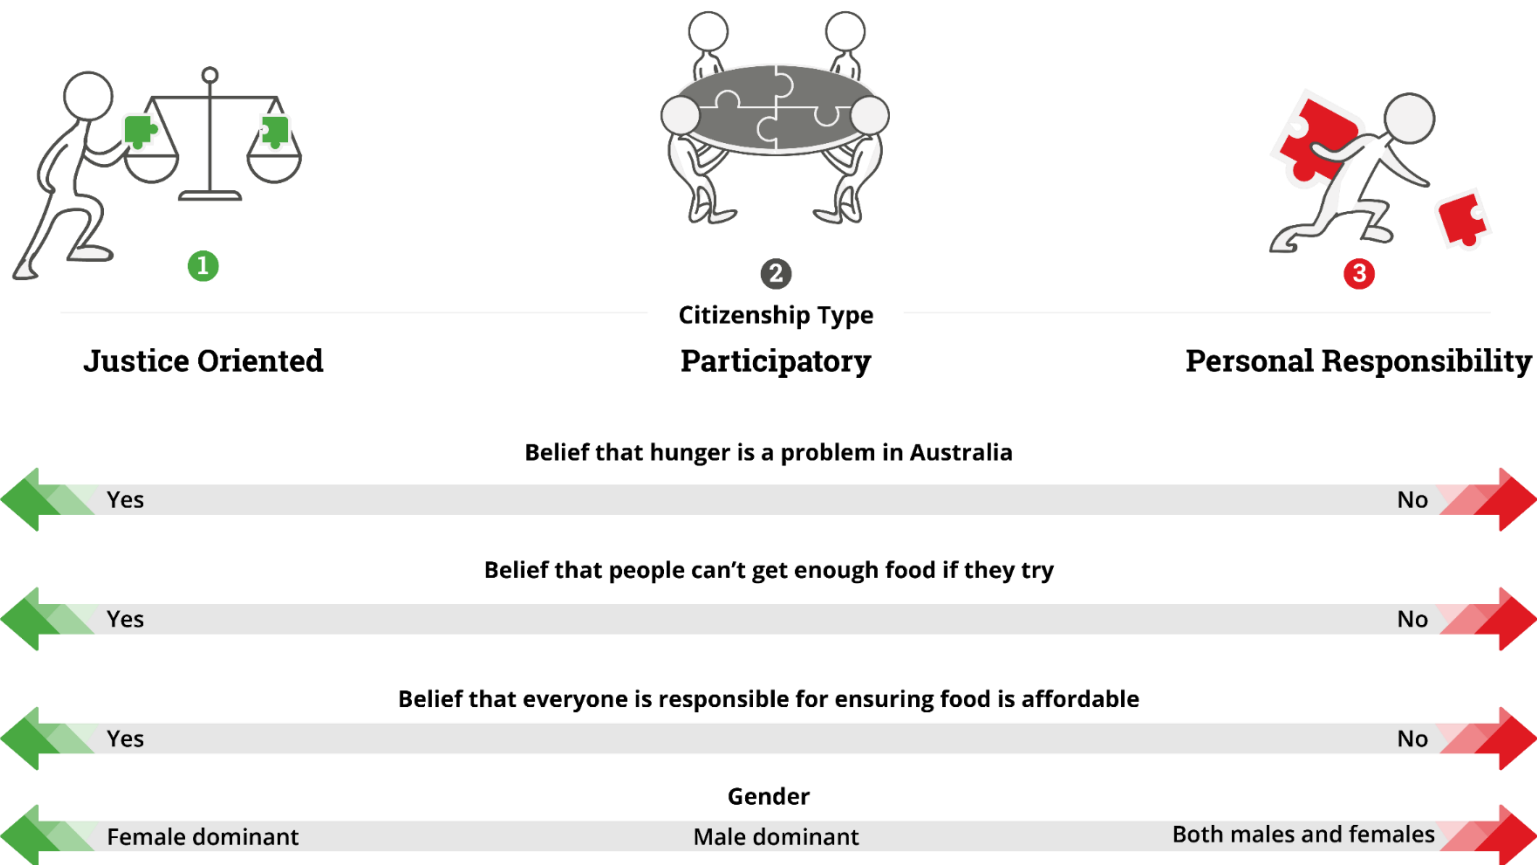 1
2
3
Citizenship Type
Justice Oriented
Participatory
Personal Responsibility
Belief that hunger is a problem in Australia
Yes
No
Belief that people can’t get enough food if they try
Yes
No
Belief that everyone is responsible for ensuring food is affordable
Yes
No
Gender
Female dominant
Male dominant
Both males and females